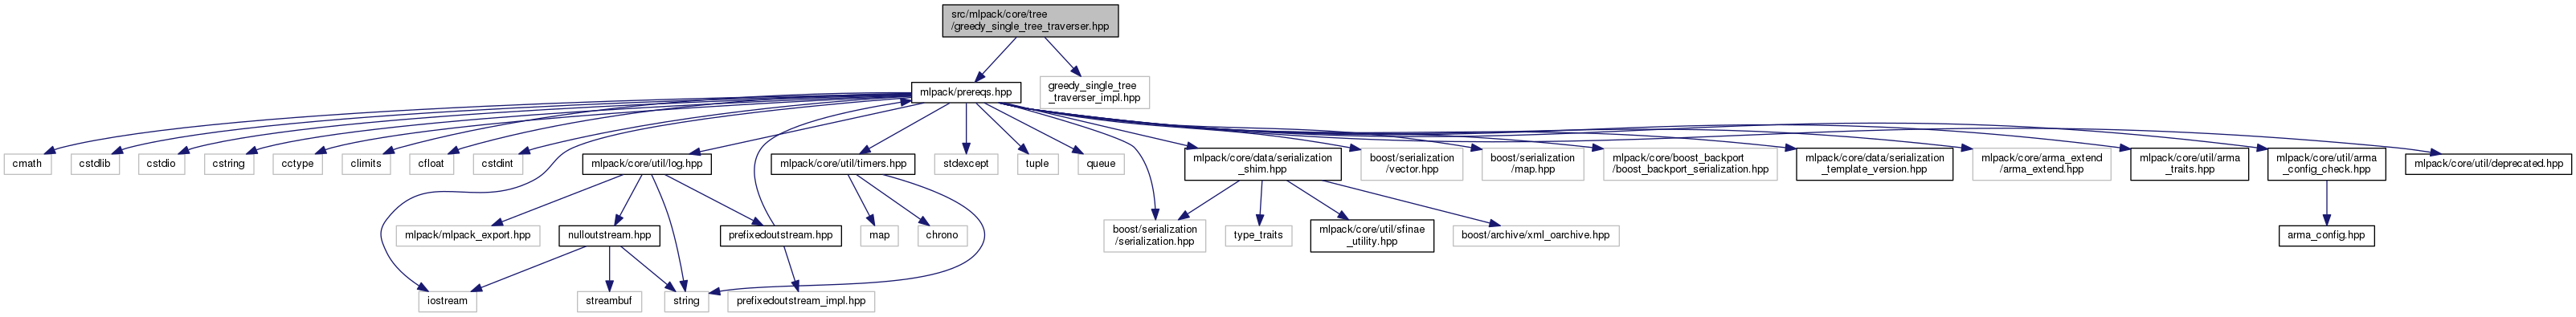 src/mlpack/core/tree
/greedy_single_tree_traverser.hpp
mlpack/prereqs.hpp
greedy_single_tree
_traverser_impl.hpp
cmath
cstdlib
cstdio
cstring
cctype
climits
cfloat
cstdint
mlpack/core/util/log.hpp
mlpack/core/util/timers.hpp
stdexcept
tuple
queue
mlpack/core/data/serialization
_shim.hpp
boost/serialization
/vector.hpp
boost/serialization
/map.hpp
mlpack/core/boost_backport
/boost_backport_serialization.hpp
mlpack/core/data/serialization
_template_version.hpp
mlpack/core/arma_extend
/arma_extend.hpp
mlpack/core/util/arma
_traits.hpp
mlpack/core/util/arma
_config_check.hpp
mlpack/core/util/deprecated.hpp
mlpack/mlpack_export.hpp
nulloutstream.hpp
prefixedoutstream.hpp
map
chrono
boost/serialization
/serialization.hpp
type_traits
mlpack/core/util/sfinae
_utility.hpp
boost/archive/xml_oarchive.hpp
arma_config.hpp
iostream
streambuf
string
prefixedoutstream_impl.hpp